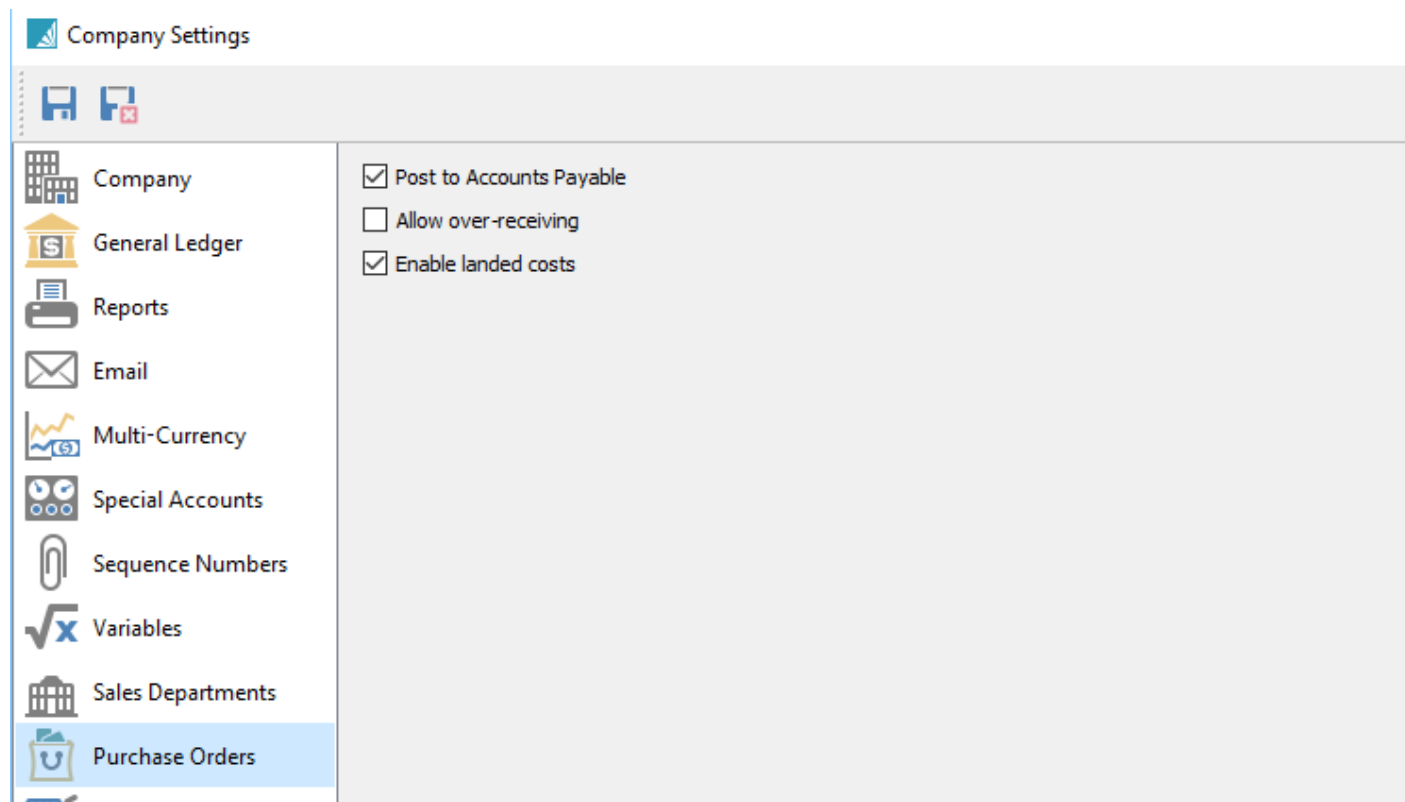 Company Settings
Company
General Ledger
Reports
Email
Multi-Currency
Special Accounts
Sequence Numbers
Variables
Sales Departments
Purchase Orders
Post to Accounts Payable
Allow over-receiving
Enable landed costs